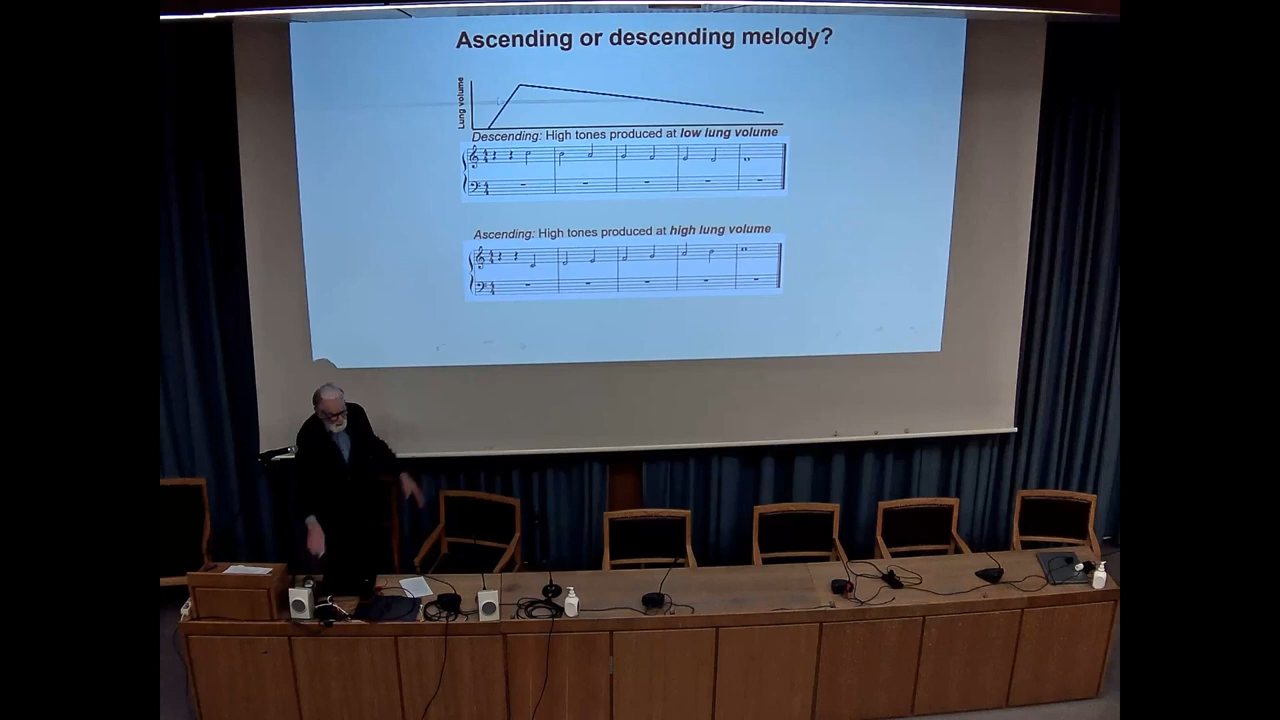 Ascending or descending melody?
Lung volume
Descending: High tones produced at low lung volume
Ascending: High tones produced at high lung volume